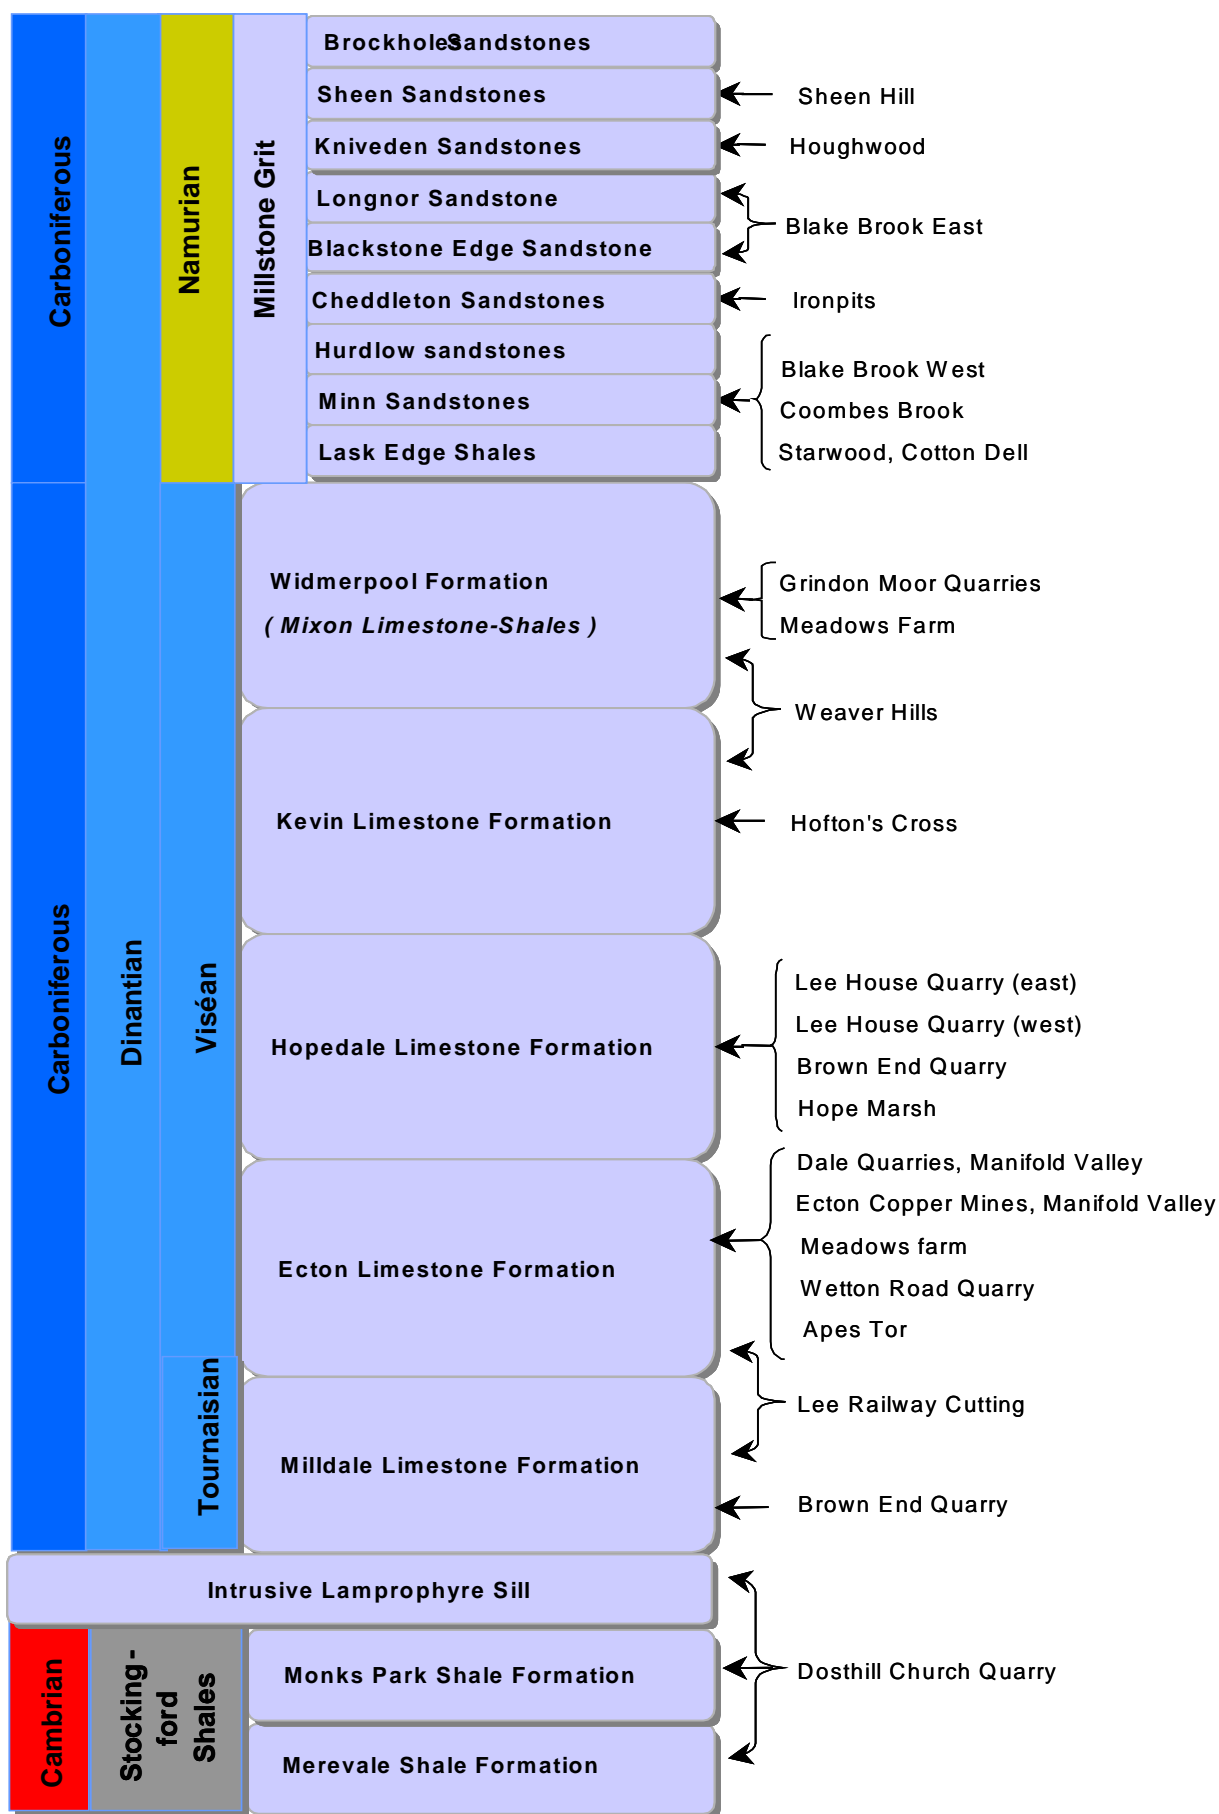 Brockholes Sandstones
Sheen Sandstones
Sheen Hill
Kniveden Sandstones
Houghwood
Longnor Sandstone
Blake Brook East
Blackstone Edge Sandstone
Cheddleton Sandstones
Ironpits
Hurdlow sandstones
Blake Brook West
Minn Sandstones
Coombes Brook
Lask Edge Shales
Starwood, Cotton Dell
Carboniferous
Namurian
Millstone Grit
Widmerpool Formation
( Mixon Limestone-Shales )
Grindon Moor Quarries
Meadows Farm
Weaver Hills
Kevin Limestone Formation
Hofton's Cross
Carboniferous
Dinantian
Viséan
Hopedale Limestone Formation
Lee House Quarry (east)
Lee House Quarry (west)
Brown End Quarry
Hope Marsh
Ecton Limestone Formation
Dale Quarries, Manifold Valley
Ecton Copper Mines, Manifold Valley
Meadows farm
Wetton Road Quarry
Apes Tor
Lee Railway Cutting
Tournaisian
Milldale Limestone Formation
Brown End Quarry
Intrusive Lamprophyre Sill
Cambrian
Stocking-
ford
Shales
Monks Park Shale Formation
Dosthill Church Quarry
Merevale Shale Formation